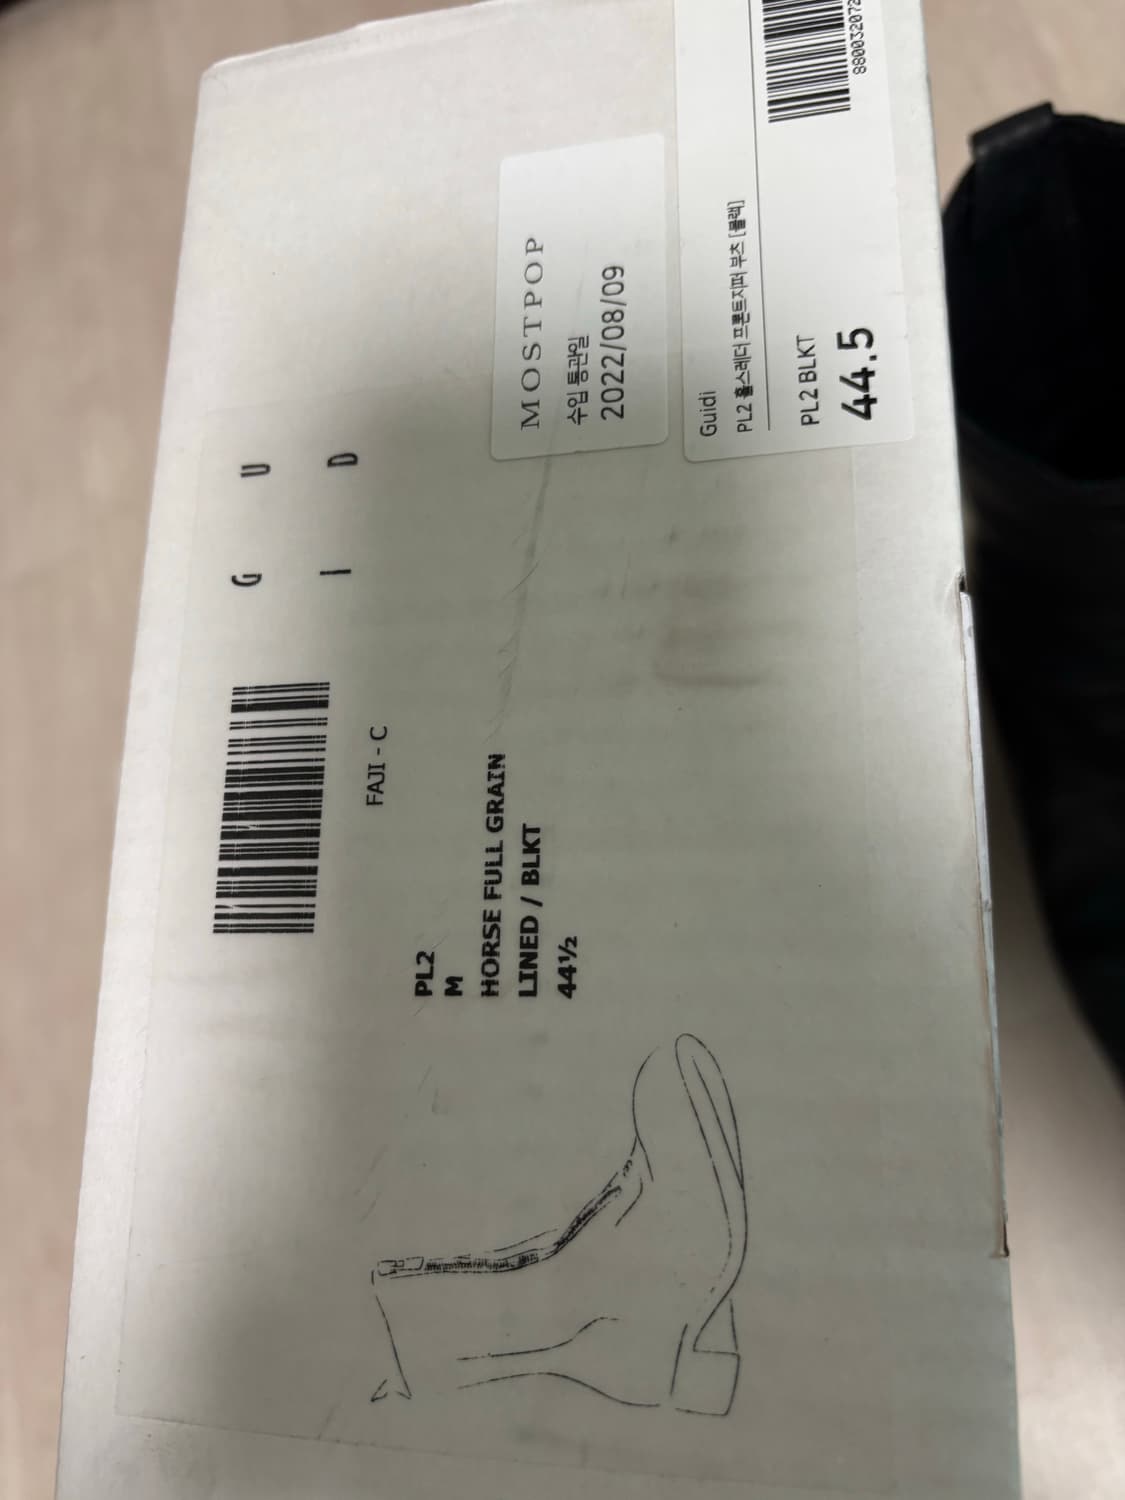 G U
I D
FAJI - C
PL2
M
HORSE FULL GRAIN
LINED / BLKT
44½
MOSTPOP
수입 통관일
2022/08/09
Guidi
PL2 홀스레더 프론트지퍼 부츠 [블랙]
PL2 BLKT
44.5
880032072